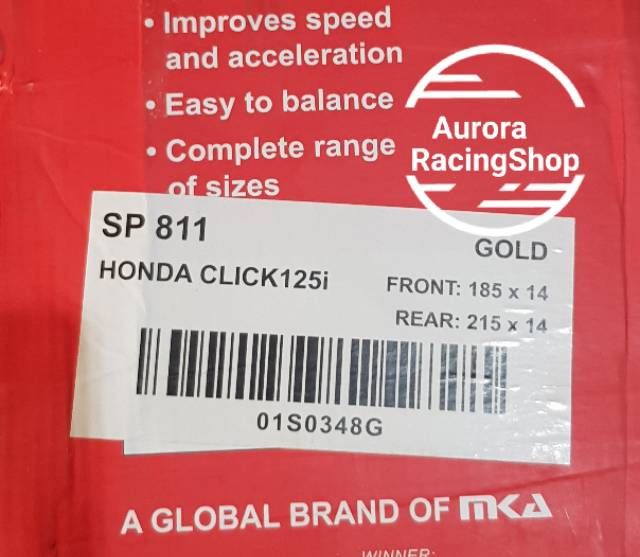 • Improves speed
and acceleration
• Easy to balance
• Complete range
of sizes
Aurora
RacingShop
SP 811
GOLD
HONDA CLICK125i
FRONT: 185 x 14
REAR: 215 x 14
01S0348G
A GLOBAL BRAND OF MKA
WINNER: